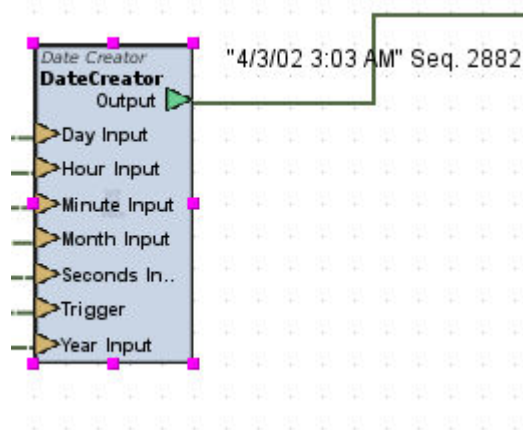 Date Creator
DateCreator
Output
"4/3/02 3:03 AM" Seq. 2882
Day Input
Hour Input
Minute Input
Month Input
Seconds In..
Trigger
Year Input